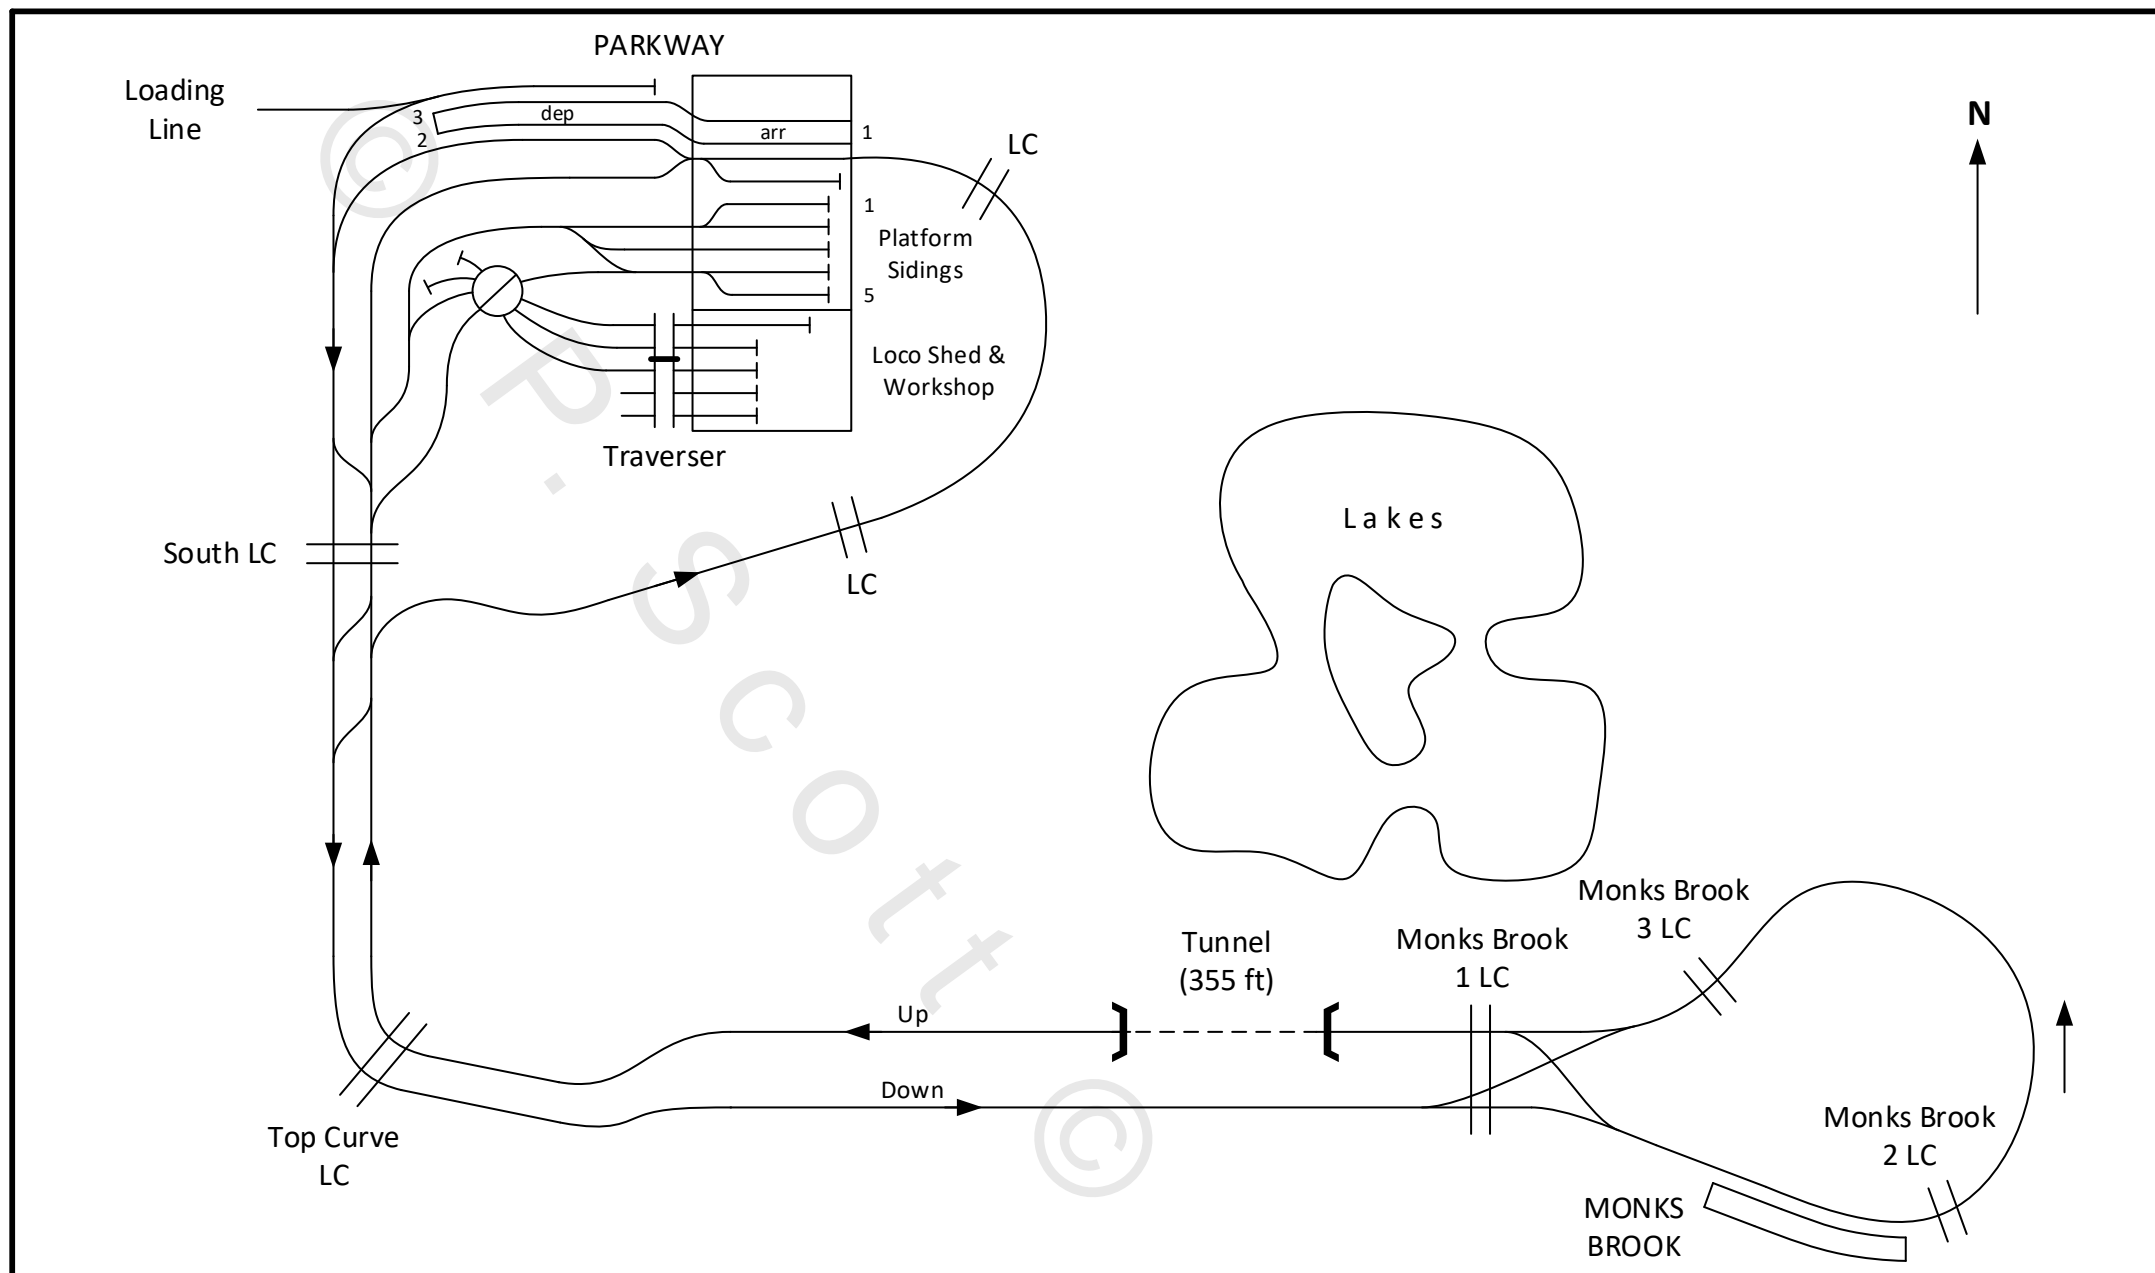 PARKWAY
Loading
Line
3
dep
2
arr
1
LC
N
1
Platform
Sidings
5
Loco Shed &
Workshop
Traverser
South LC
LC
Lakes
Monks Brook
3 LC
Tunnel
(355 ft)
Monks Brook
1 LC
Up
Down
Top Curve
LC
Monks Brook
2 LC
MONKS
BROOK
© P. Scott ©